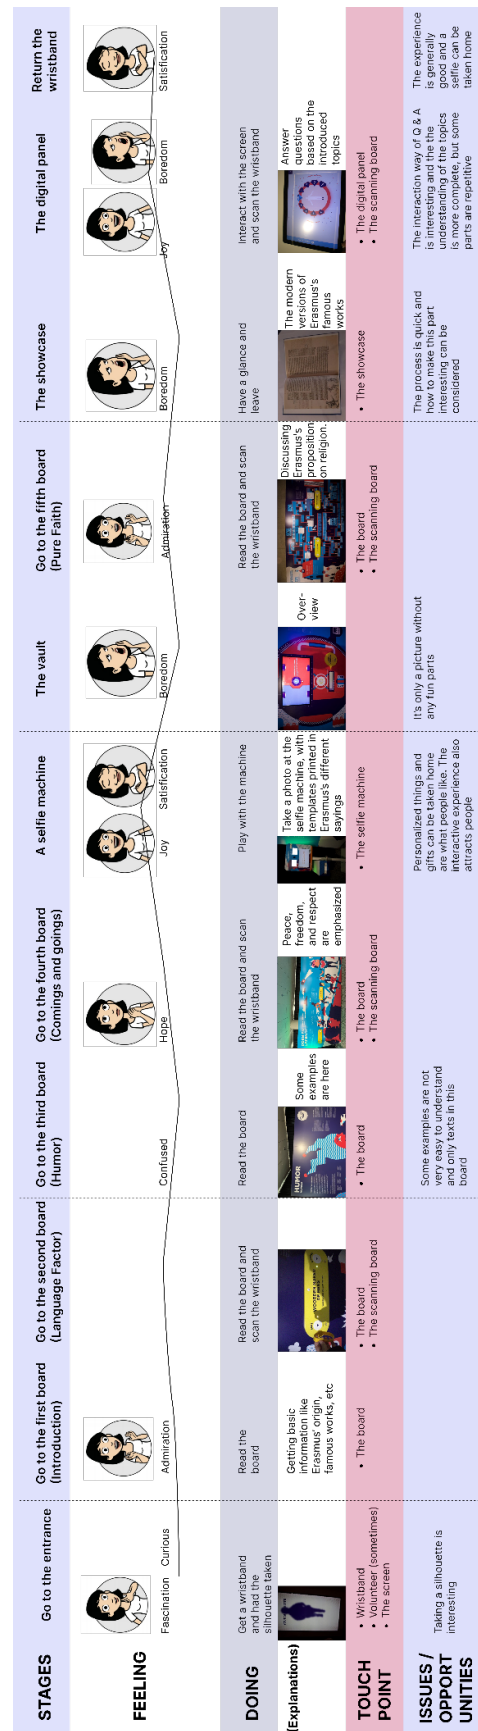 STAGES
Go to the entrance
Go to the first board
(Introduction)
Go to the second board
(Language Factor)
Go to the third board
(Humor)
Go to the fourth board
(Comings and goings)
A selfie machine
The vault
Go to the fifth board
(Pure Faith)
The showcase
The digital panel
Return the
wristband
FEELING
Fascination
Curious
Admiration
Confused
Hope
Joy
Satisfication
Boredom
Admiration
Boredom
Joy
Boredom
Satisfication
DOING
Get a wristband
and had the
silhouette taken
Read the
board
Read the board and
scan the wristband
Read the board
Read the board and scan
the wristband
Play with the machine
Read the board and scan
the wristband
Have a glance and
leave
Interact with the screen
and scan the wristband
(Explanations)
Getting basic
information like
Erasmus' origin,
famous works, etc
HUMOR
Some
examples
are here
Peace,
freedom,
and respect
are
emphasized
Take a photo at the
selfie machine, with
templates printed in
Erasmus's different
sayings
Over-
view
Discussing
Erasmus's
proposition
on religion.
The modern
versions of
Erasmus's
famous
works
Answer
questions
based on the
introduced
topics
TOUCH
POINT
• Wristband
• Volunteer (sometimes)
• The screen
• The board
• The board
• The scanning board
• The board
• The board
• The scanning board
• The selfie machine
• The board
• The scanning board
• The showcase
• The digital panel
• The scanning board
ISSUES /
OPPORT
UNITIES
Taking a silhouette is
interesting
Some examples are not
very easy to understand
and only texts in this
board
Personalized things and
gifts can be taken home
are what people like. The
interactive experience also
attracts people
It's only a picture without
any fun parts
The process is quick and
how to make this part
interesting can be
considered
The interaction way of Q & A
is interesting and the the
understanding of the topics
is more complete, but some
parts are repetitive
The experience
is generally
good and a
selfie can be
taken home